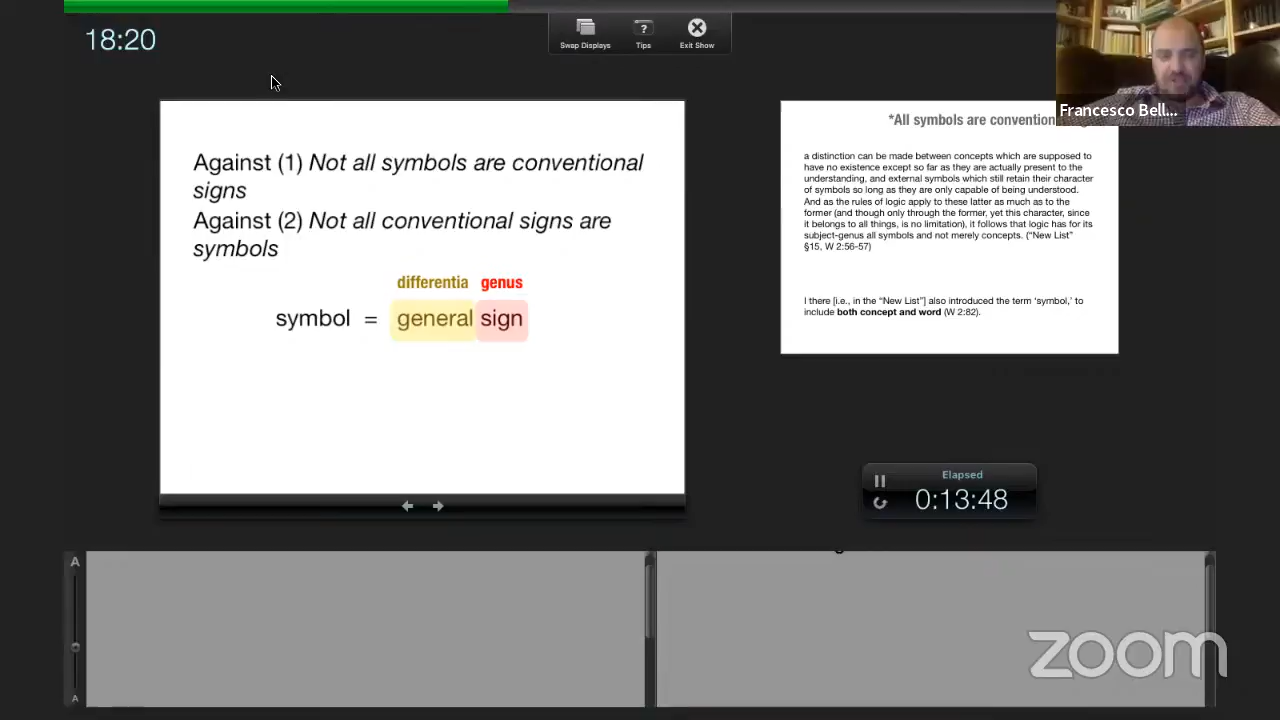 18:20
Swap Displays
Tips
Exit Show
Francesco Bell...
Against (1) Not all symbols are conventional
signs
Against (2) Not all conventional signs are
symbols
differentia genus
symbol = general sign
*All symbols are convention
a distinction can be made between concepts which are supposed to
have no existence except so far as they are actually present to the
understanding, and external symbols which still retain their character
of symbols so long as they are only capable of being understood.
And as the rules of logic apply to these latter as much as to the
former (and though only through the former, yet this character, since
it belongs to all things, is no limitation), it follows that logic has for its
subject-genus all symbols and not merely concepts. ("New List"
§15, W 2:56-57)
I there [i.e., in the "New List"] also introduced the term 'symbol,' to
include both concept and word (W 2:82).
Elapsed
0:13:48
A
A
zoom